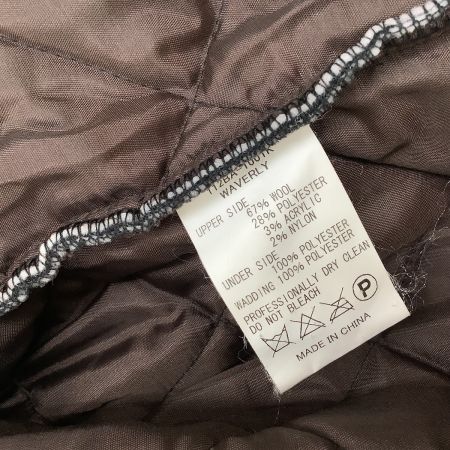 WAVERLY
UPPER SIDE 67% WOOL
28% POLYESTER
3% ACRYLIC
2% NYLON
UNDER SIDE 100% POLYESTER
WADDING 100% POLYESTER
PROFESSIONALLY DRY CLEAN
DO NOT BLEACH
P
MADE IN CHINA